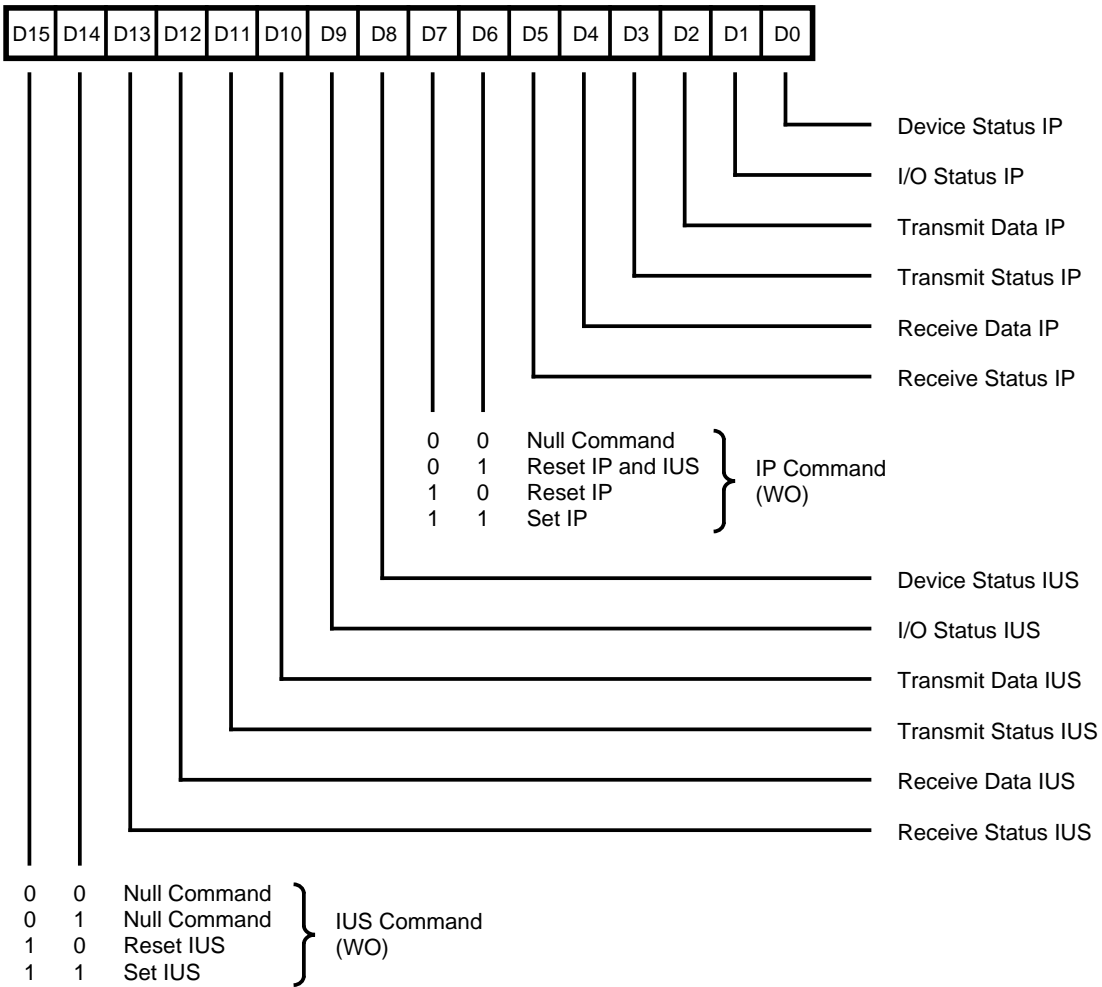 D15 D14 D13 D12 D11 D10 D9 D8 D7 D6 D5 D4 D3 D2 D1 D0
Device Status IP
I/O Status IP
Transmit Data IP
Transmit Status IP
Receive Data IP
Receive Status IP
0 0 Null Command
0 1 Reset IP and IUS
1 0 Reset IP
1 1 Set IP
IP Command
(WO)
Device Status IUS
I/O Status IUS
Transmit Data IUS
Transmit Status IUS
Receive Data IUS
Receive Status IUS
0 0 Null Command
0 1 Null Command
1 0 Reset IUS
1 1 Set IUS
IUS Command
(WO)